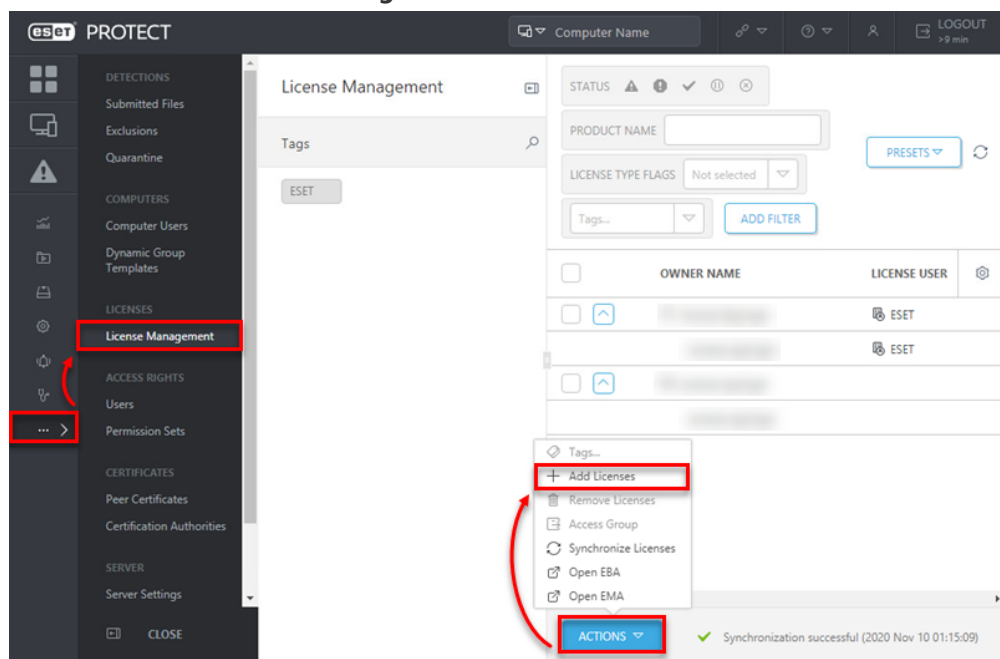 eset PROTECT
Computer Name
LOGOUT
>9 min
DETECTIONS
Submitted Files
Exclusions
Quarantine
COMPUTERS
Computer Users
Dynamic Group
Templates
LICENSES
License Management
ACCESS RIGHTS
Users
Permission Sets
CERTIFICATES
Peer Certificates
Certification Authorities
SERVER
Server Settings
CLOSE
License Management
Tags
ESET
STATUS
PRODUCT NAME
LICENSE TYPE FLAGS Not selected
Tags...
ADD FILTER
PRESETS
OWNER NAME LICENSE USER
ESET
ESET
Tags...
Add Licenses
Remove Licenses
Access Group
Synchronize Licenses
Open EBA
Open EMA
ACTIONS
Synchronization successful (2020 Nov 10 01:15:09)